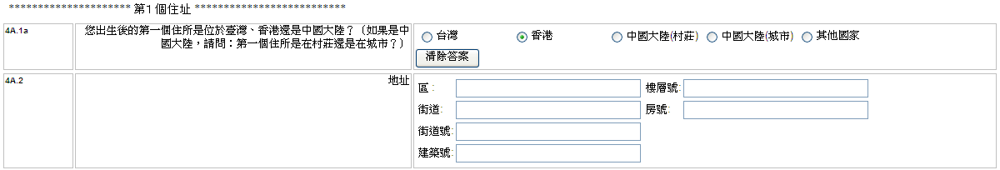 ********************* 第1 個住址 **************************
4A.1a
您出生後的第一個住所是位於臺灣、香港還是中國大陸？〔如果是中
國大陸，請問：第一個住所是在村莊還是在城市？〕
台灣 香港 中國大陸(村莊) 中國大陸(城市) 其他國家
清除答案
4A.2
地址
區: 樓層號:
街道: 房號:
街道號:
建築號: